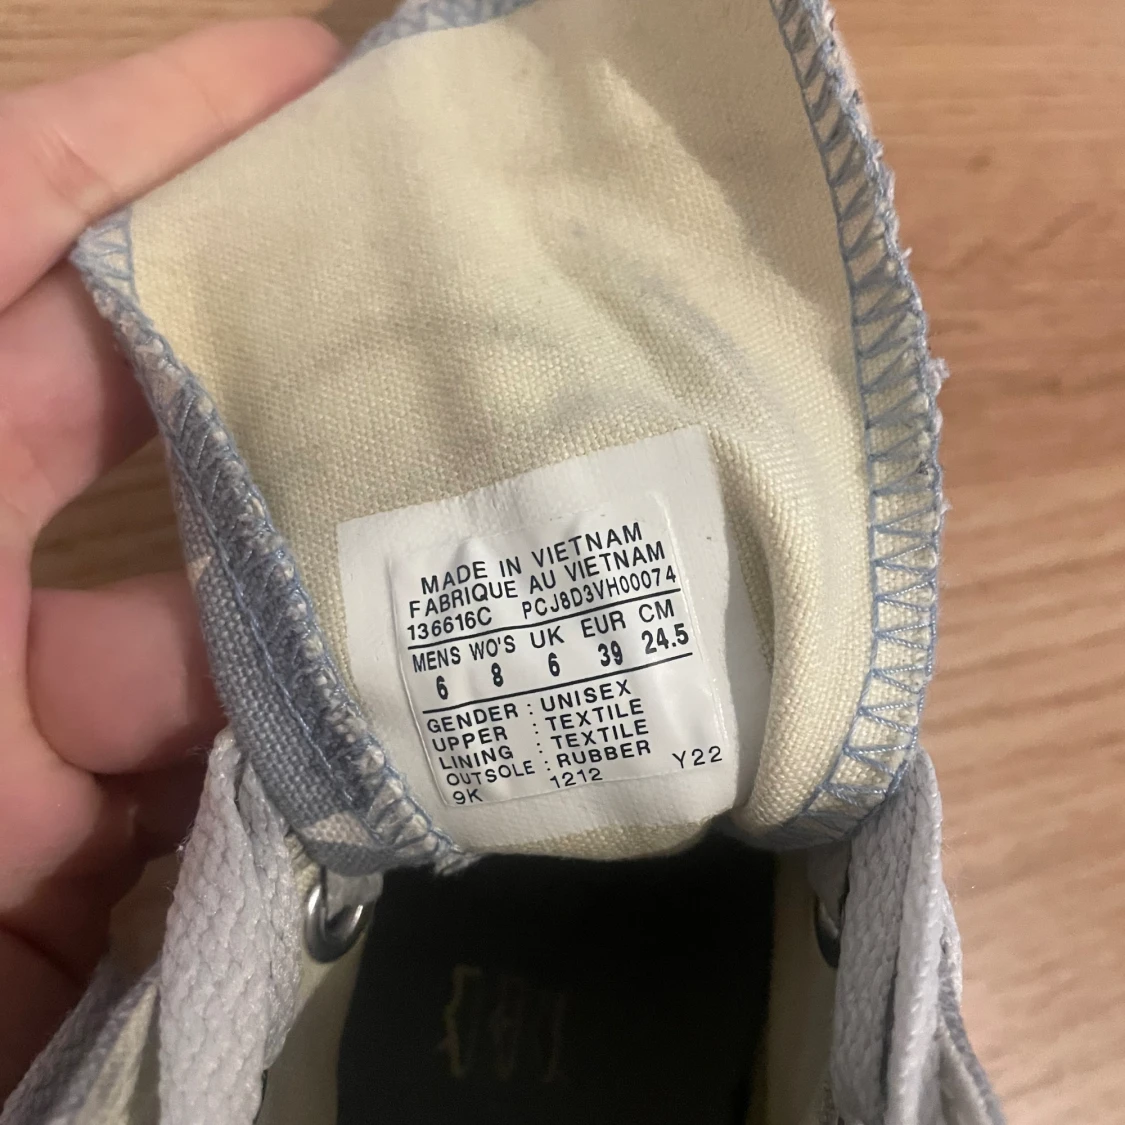 MADE IN VIETNAM
FABRIQUE AU VIETNAM
136616C PCJ8D3VH00074
MENS WO'S UK EUR CM
6 8 6 39 24.5
GENDER : UNISEX
UPPER : TEXTILE
LINING : TEXTILE
OUTSOLE : RUBBER
9K 1212 Y22